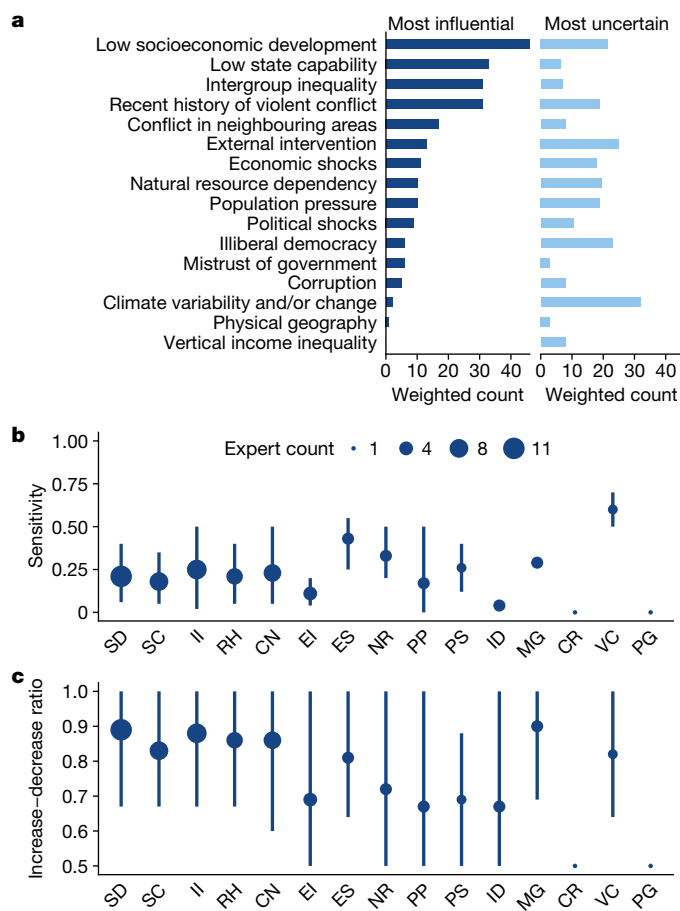 a
Most influential Most uncertain
Low socioeconomic development
Low state capability
Intergroup inequality
Recent history of violent conflict
Conflict in neighbouring areas
External intervention
Economic shocks
Natural resource dependency
Population pressure
Political shocks
Illiberal democracy
Mistrust of government
Corruption
Climate variability and/or change
Physical geography
Vertical income inequality
0 10 20 30 40 0 10 20 30 40
Weighted count Weighted count
b
Expert count 1 4 8 11
Sensitivity
1.00
0.75
0.50
0.25
0
SD SC II RH CN EI ES NR PP PS ID MG CR VC PG
c
Increase–decrease ratio
1.0
0.9
0.8
0.7
0.6
0.5
SD SC II RH CN EI ES NR PP PS ID MG CR VC PG